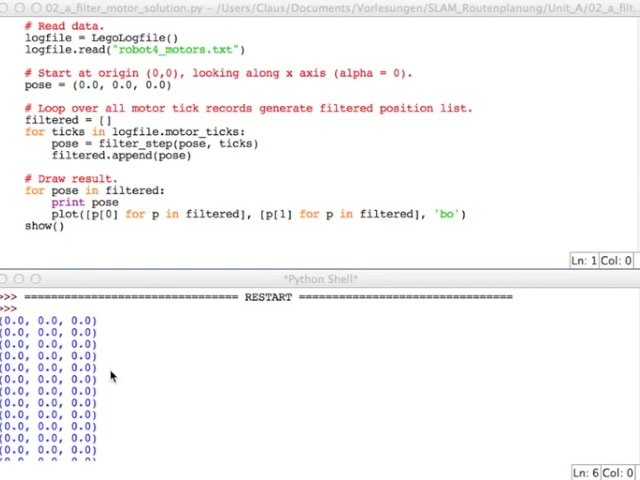 02_a_filter_motor_solution.py - /Users/Claus/Documents/Vorlesungen/SLAM_Routenplanung/Unit_A/02_a_filt...
# Read data.
logfile = LegoLogfile()
logfile.read("robot4_motors.txt")
# Start at origin (0,0), looking along x axis (alpha = 0).
pose = (0.0, 0.0, 0.0)
# Loop over all motor tick records generate filtered position list.
filtered = []
for ticks in logfile.motor_ticks:
    pose = filter_step(pose, ticks)
    filtered.append(pose)
# Draw result.
for pose in filtered:
    print pose
    plot([p[0] for p in filtered], [p[1] for p in filtered], 'bo')
show()
Ln: 1 Col: 0
*Python Shell*
>>> ================================ RESTART ================================
>>>
(0.0, 0.0, 0.0)
(0.0, 0.0, 0.0)
(0.0, 0.0, 0.0)
(0.0, 0.0, 0.0)
(0.0, 0.0, 0.0)
(0.0, 0.0, 0.0)
(0.0, 0.0, 0.0)
(0.0, 0.0, 0.0)
(0.0, 0.0, 0.0)
(0.0, 0.0, 0.0)
(0.0, 0.0, 0.0)
(0.0, 0.0, 0.0)
Ln: 6 Col: 0